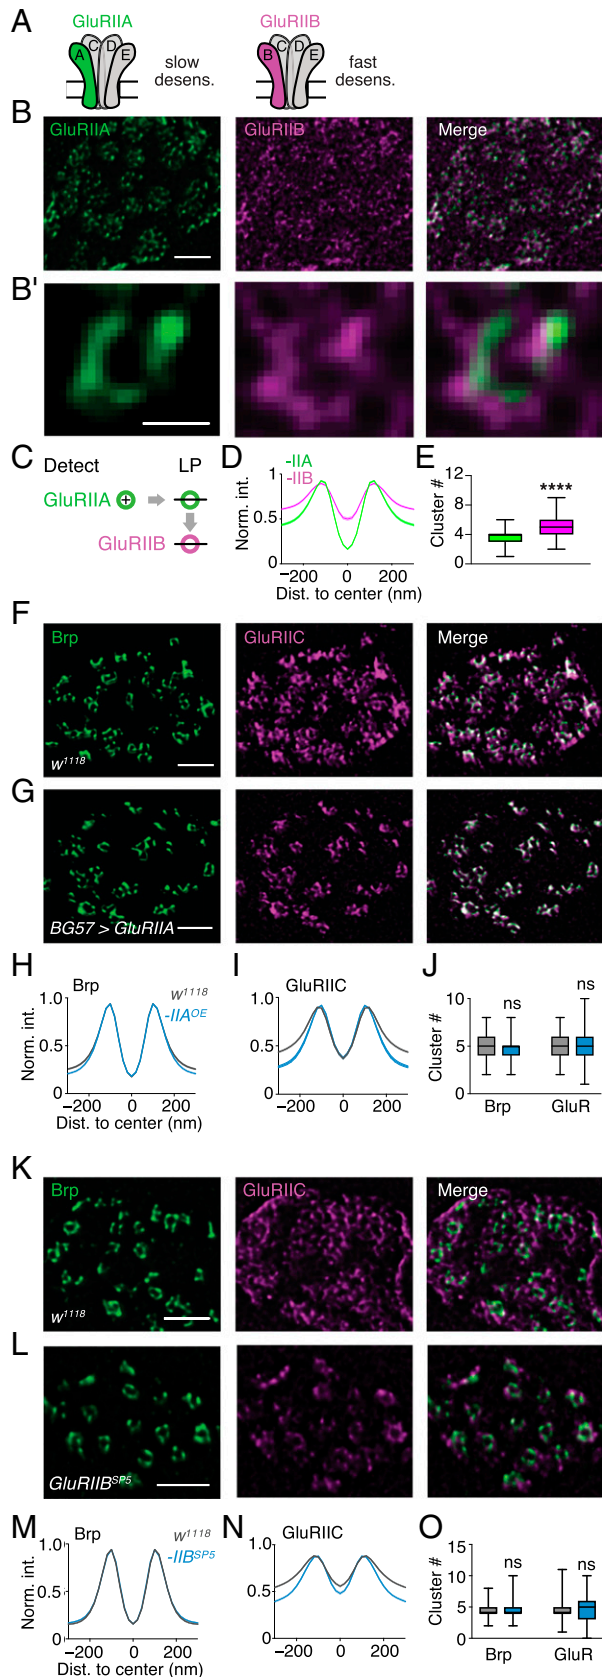 A
GluRIIA
GluRIIB
A C D E
B C D E
slow
desens.
fast
desens.
B
GluRIIA
GluRIIB
Merge
B'
C
Detect
LP
GluRIIA +
GluRIIB
D
-IIA
-IIB
Norm. int.
1.0
0.5
0
−200 0 200
Dist. to center (nm)
E
****
Cluster #
12
8
4
0
F
Brp
GluRIIC
Merge
w1118
G
BG57 > GluRIIA
H
Brp
w1118
-IIAOE
Norm. int.
1.0
0.5
0
−200 0 200
Dist. to center (nm)
I
GluRIIC
1.0
0.5
0
−200 0 200
J
ns
ns
Cluster #
10
5
0
Brp GluR
K
Brp
GluRIIC
Merge
w1118
L
GluRIIBSP5
M
Brp
w1118
-IIBSP5
Norm. int.
1.0
0.5
0
−200 0 200
Dist. to center (nm)
N
GluRIIC
1.0
0.5
0
−200 0 200
O
ns
ns
Cluster #
15
10
5
0
Brp GluR